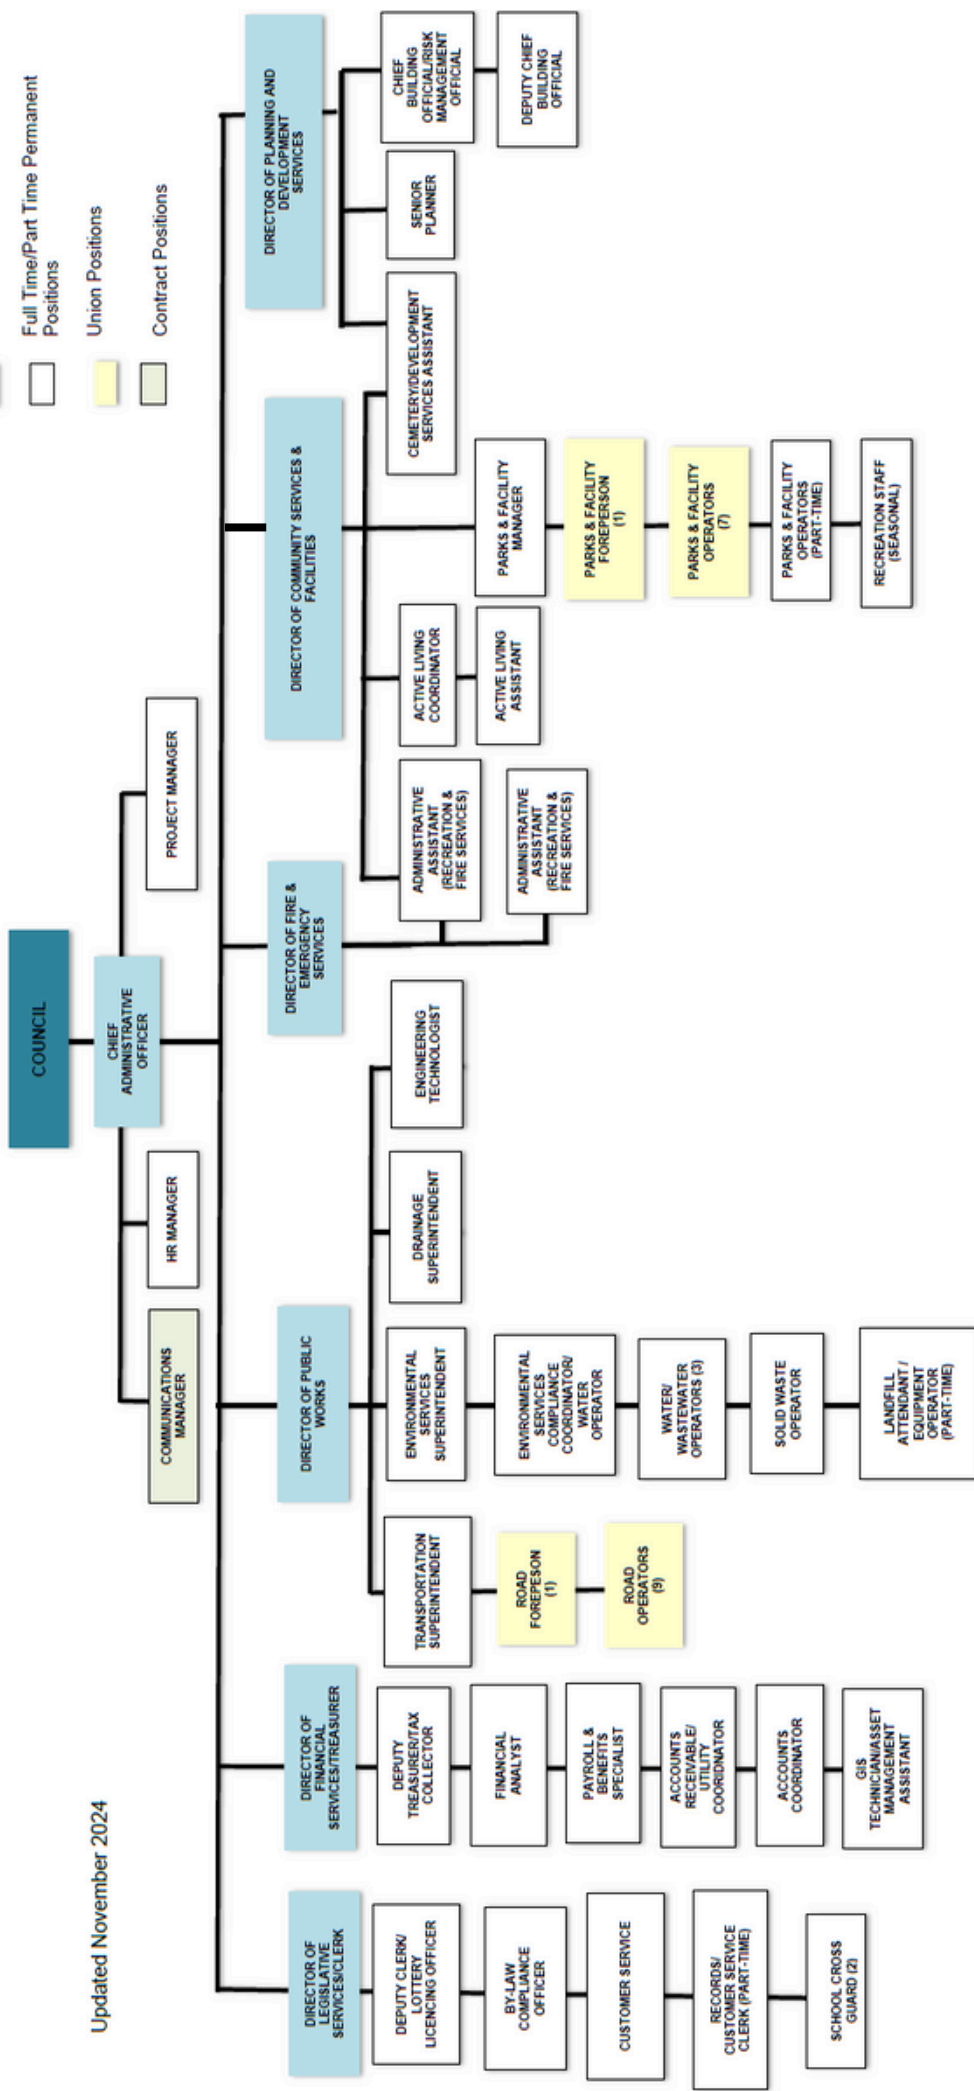 Updated November 2024
Full Time/Part Time Permanent
Positions
Union Positions
Contract Positions
COUNCIL
CHIEF
ADMINISTRATIVE
OFFICER
COMMUNICATIONS
MANAGER
HR MANAGER
PROJECT MANAGER
DIRECTOR OF
LEGISLATIVE
SERVICES/CLERK
DEPUTY CLERK/
LOTTERY
LICENCING OFFICER
BY-LAW
COMPLIANCE
OFFICER
CUSTOMER SERVICE
RECORDS/
CUSTOMER SERVICE
CLERK (PART-TIME)
SCHOOL CROSS
GUARD (2)
DIRECTOR OF
FINANCIAL
SERVICES/TREASURER
DEPUTY
TREASURER/TAX
COLLECTOR
FINANCIAL
ANALYST
PAYROLL &
BENEFITS
SPECIALIST
ACCOUNTS
RECEIVABLE/
UTILITY
COORIDNATOR
ACCOUNTS
COORDINATOR
GIS
TECHNICIAN/ASSET
MANAGEMENT
ASSISTANT
DIRECTOR OF PUBLIC
WORKS
TRANSPORTATION
SUPERINTENDENT
ROAD
FOREPESON
(1)
ROAD
OPERATORS
(9)
ENVIRONMENTAL
SERVICES
SUPERINTENDENT
ENVIRONMENTAL
SERVICES
COMPLIANCE
COORDINATOR/
WATER
OPERATOR
WATER/
WASTEWATER
OPERATORS (3)
SOLID WASTE
OPERATOR
LANDFILL
ATTENDANT /
EQUIPMENT
OPERATOR
(PART-TIME)
DRAINAGE
SUPERINTENDENT
ENGINEERING
TECHNOLOGIST
DIRECTOR OF FIRE &
EMERGENCY
SERVICES
ADMINISTRATIVE
ASSISTANT
(RECREATION &
FIRE SERVICES)
ADMINISTRATIVE
ASSISTANT
(RECREATION &
FIRE SERVICES)
DIRECTOR OF COMMUNITY SERVICES &
FACILITIES
ACTIVE LIVING
COORDINATOR
ACTIVE LIVING
ASSISTANT
PARKS & FACILITY
MANAGER
PARKS & FACILITY
FOREPERSON
(1)
PARKS & FACILITY
OPERATORS
(7)
PARKS & FACILITY
OPERATORS
(PART-TIME)
RECREATION STAFF
(SEASONAL)
DIRECTOR OF PLANNING AND
DEVELOPMENT
SERVICES
CEMETERY/DEVELOPMENT
SERVICES ASSISTANT
SENIOR
PLANNER
CHIEF
BUILDING
OFFICIAL/RISK
MANAGEMENT
OFFICIAL
DEPUTY CHIEF
BUILDING
OFFICIAL